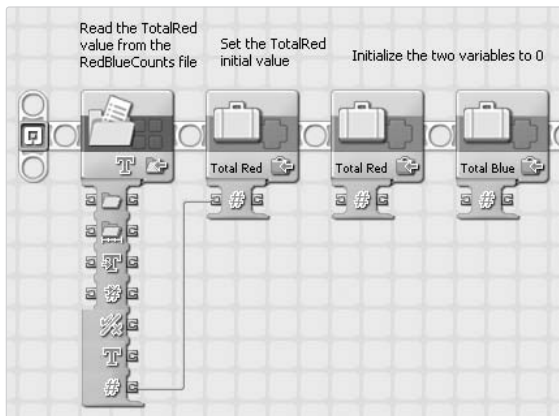 Read the TotalRed
value from the
RedBlueCounts file
Set the TotalRed
initial value
Initialize the two variables to 0
T
Total Red
Total Red
Total Blue
#
#
#
T
#
T
#